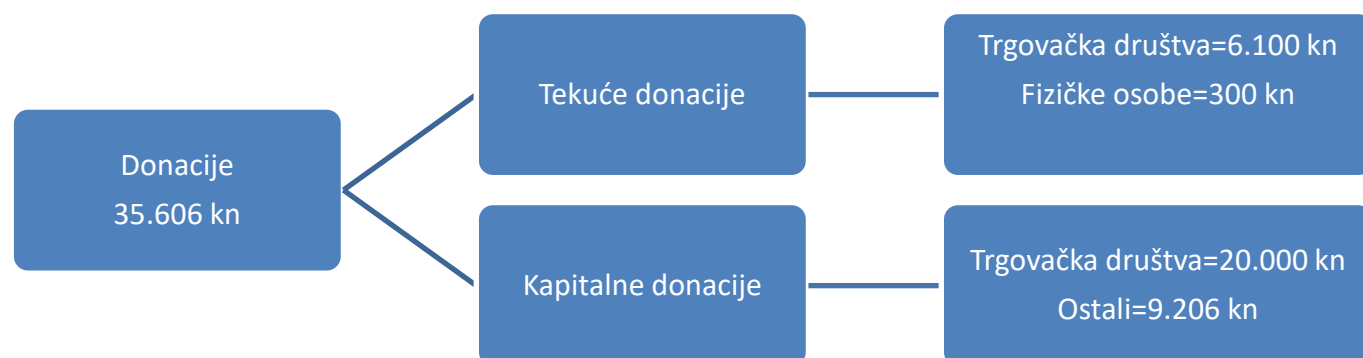 Donacije
35.606 kn
Tekuće donacije
Trgovačka društva=6.100 kn
Fizičke osobe=300 kn
Kapitalne donacije
Trgovačka društva=20.000 kn
Ostali=9.206 kn